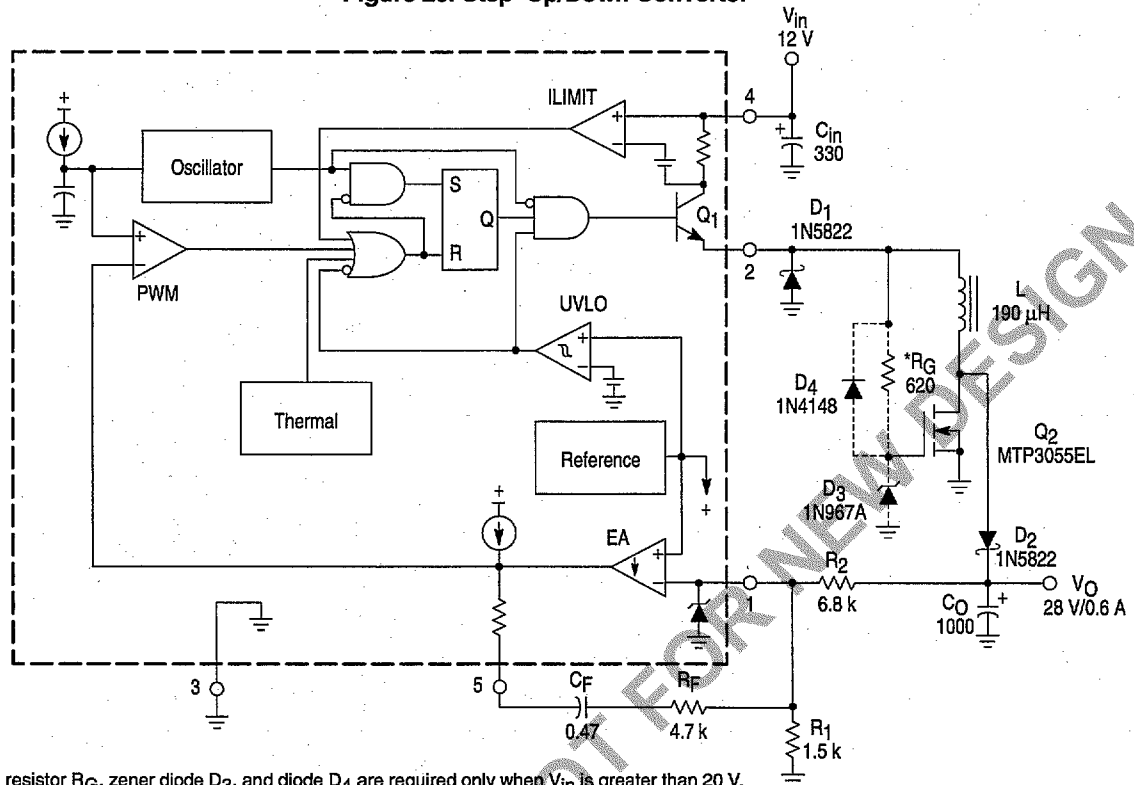 Figure 20. Step-Up/Down Converter
Vin
12 V
4
ILIMIT
+
−
Cin
330
+
Oscillator
S
Q
R
Q1
D1
1N5822
2
+
−
PWM
L
190 µH
UVLO
+
−
*RG
620
D4
1N4148
Thermal
Reference
+
Q2
MTP3055EL
D3
1N967A
+
EA
+
−
D2
1N5822
1
R2
6.8 k
VO
28 V/0.6 A
CO
1000
+
3
5
CF
0.47
RF
4.7 k
R1
1.5 k
resistor RG, zener diode D3, and diode D4 are required only when Vin is greater than 20 V.
NOT FOR NEW DESIGN